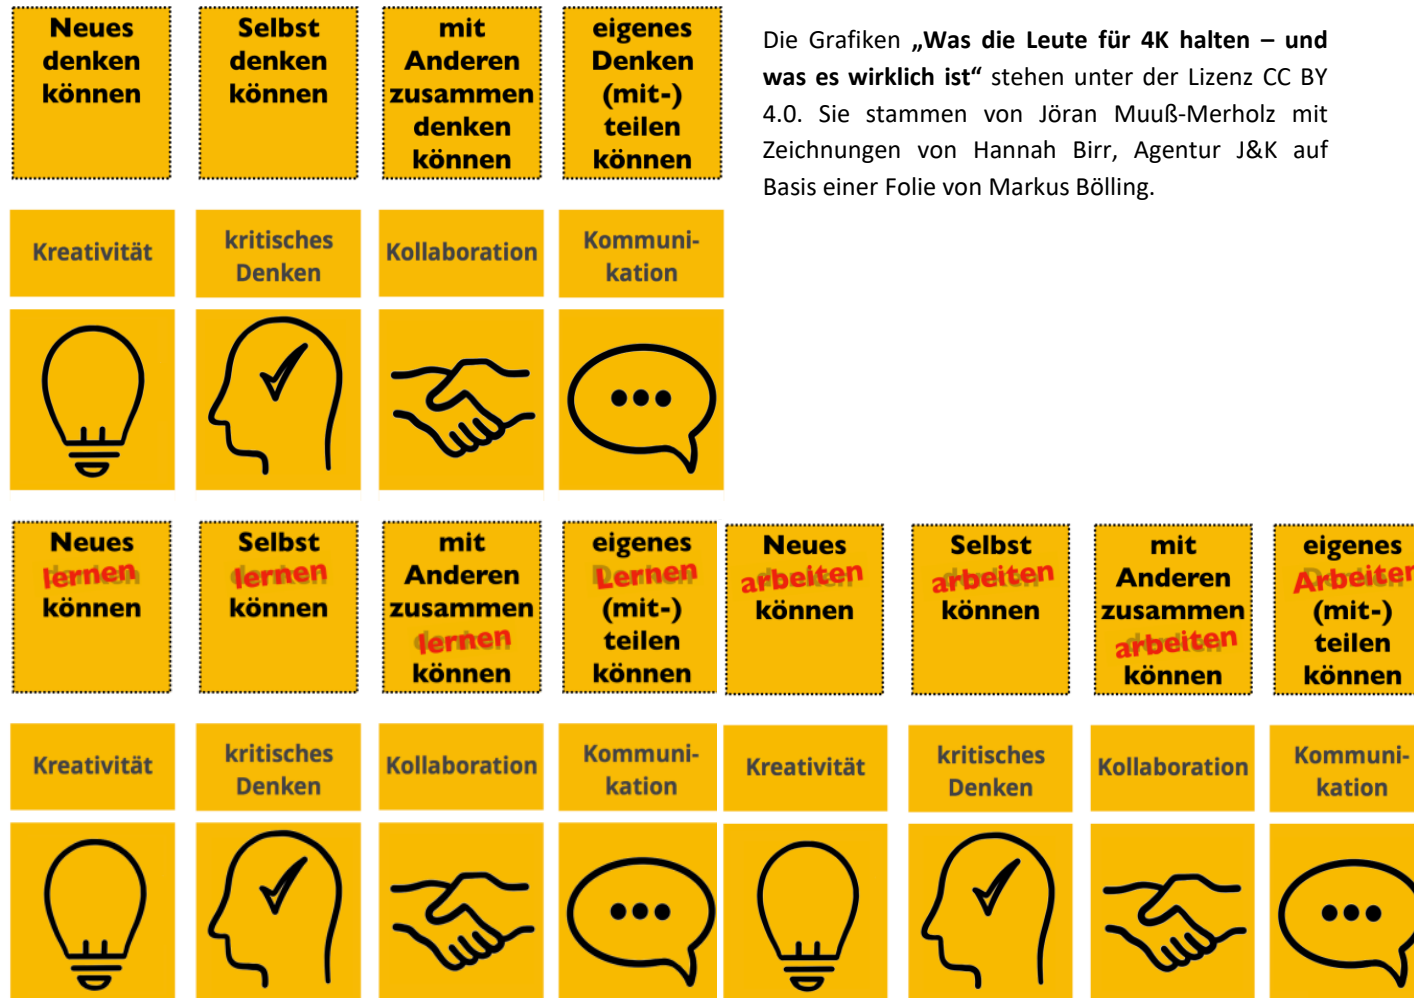 Neues
denken
können
Selbst
denken
können
mit
Anderen
zusammen
denken
können
eigenes
Denken
(mit-)
teilen
können
Die Grafiken „Was die Leute für 4K halten – und
was es wirklich ist“ stehen unter der Lizenz CC BY
4.0. Sie stammen von Jöran Muuß-Merholz mit
Zeichnungen von Hannah Birr, Agentur J&K auf
Basis einer Folie von Markus Bölling.
Kreativität
kritisches
Denken
Kollaboration
Kommuni-
kation
Neues
lernen
können
Selbst
lernen
können
mit
Anderen
zusammen
lernen
können
eigenes
Lernen
(mit-)
teilen
können
Neues
arbeiten
können
Selbst
arbeiten
können
mit
Anderen
zusammen
arbeiten
können
eigenes
Arbeiten
(mit-)
teilen
können
Kreativität
kritisches
Denken
Kollaboration
Kommuni-
kation
Kreativität
kritisches
Denken
Kollaboration
Kommuni-
kation